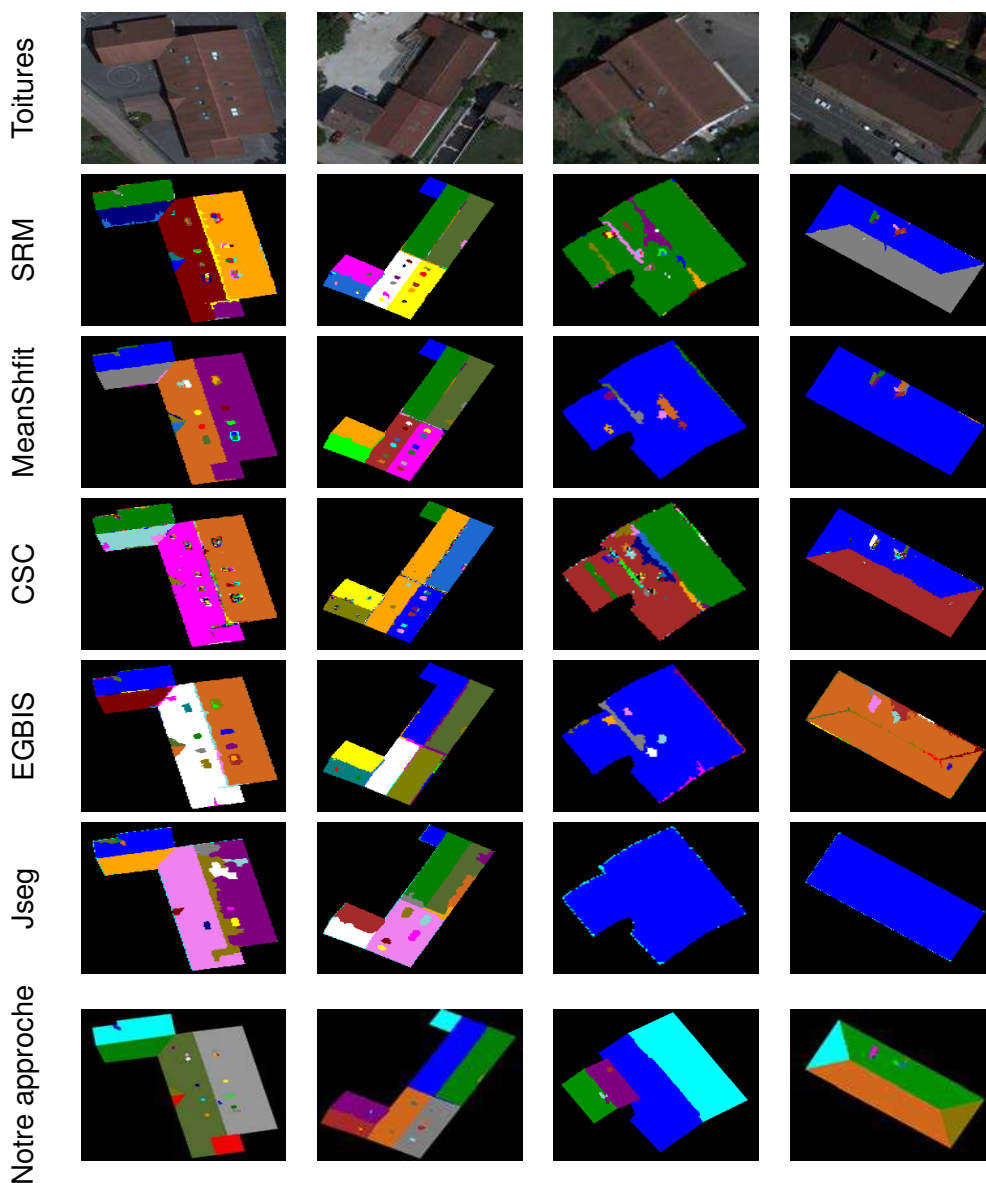 Toitures
SRM
MeanShfit
CSC
EGBIS
Jseg
Notre approche